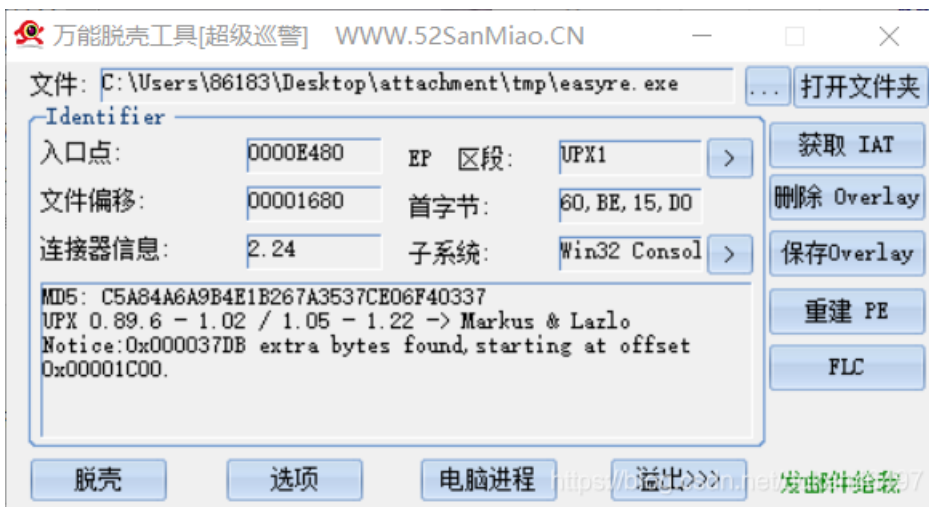 万能脱壳工具[超级巡警] WWW.52SanMiao.CN
文件: C:\Users\86183\Desktop\attachment\tmp\easyre.exe ... 打开文件夹
Identifier
入口点: 0000E480 EP 区段: UPX1 >
获取 IAT
文件偏移: 00001680 首字节: 60, BE, 15, D0
删除 Overlay
连接器信息: 2.24 子系统: Win32 Consol >
保存Overlay
MD5: C5A84A6A9B4E1B267A3537CE06F40337
UPX 0.89.6 - 1.02 / 1.05 - 1.22 -> Markus & Lazlo
Notice:0x000037DB extra bytes found, starting at offset
0x00001C00.
重建 PE
FLC
脱壳 选项 电脑进程 溢出>>> 发邮件给我